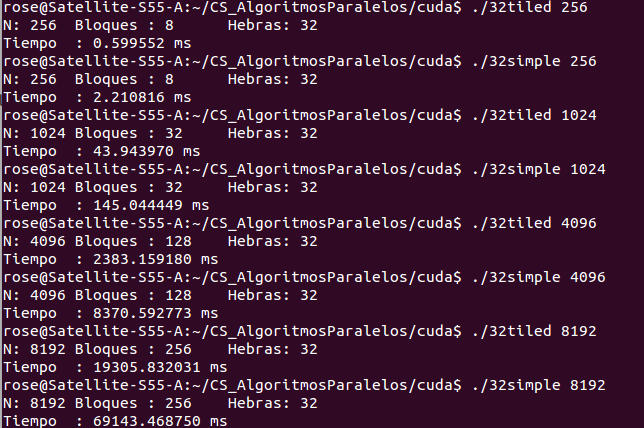 rose@Satellite-S55-A:~/CS_AlgoritmosParalelos/cuda$ ./32tiled 256
N: 256  Bloques : 8      Hebras: 32
Tiempo  : 0.599552 ms
rose@Satellite-S55-A:~/CS_AlgoritmosParalelos/cuda$ ./32simple 256
N: 256  Bloques : 8      Hebras: 32
Tiempo  : 2.210816 ms
rose@Satellite-S55-A:~/CS_AlgoritmosParalelos/cuda$ ./32tiled 1024
N: 1024 Bloques : 32     Hebras: 32
Tiempo  : 43.943970 ms
rose@Satellite-S55-A:~/CS_AlgoritmosParalelos/cuda$ ./32simple 1024
N: 1024 Bloques : 32     Hebras: 32
Tiempo  : 145.044449 ms
rose@Satellite-S55-A:~/CS_AlgoritmosParalelos/cuda$ ./32tiled 4096
N: 4096 Bloques : 128    Hebras: 32
Tiempo  : 2383.159180 ms
rose@Satellite-S55-A:~/CS_AlgoritmosParalelos/cuda$ ./32simple 4096
N: 4096 Bloques : 128    Hebras: 32
Tiempo  : 8370.592773 ms
rose@Satellite-S55-A:~/CS_AlgoritmosParalelos/cuda$ ./32tiled 8192
N: 8192 Bloques : 256    Hebras: 32
Tiempo  : 19305.832031 ms
rose@Satellite-S55-A:~/CS_AlgoritmosParalelos/cuda$ ./32simple 8192
N: 8192 Bloques : 256    Hebras: 32
Tiempo  : 69143.468750 ms